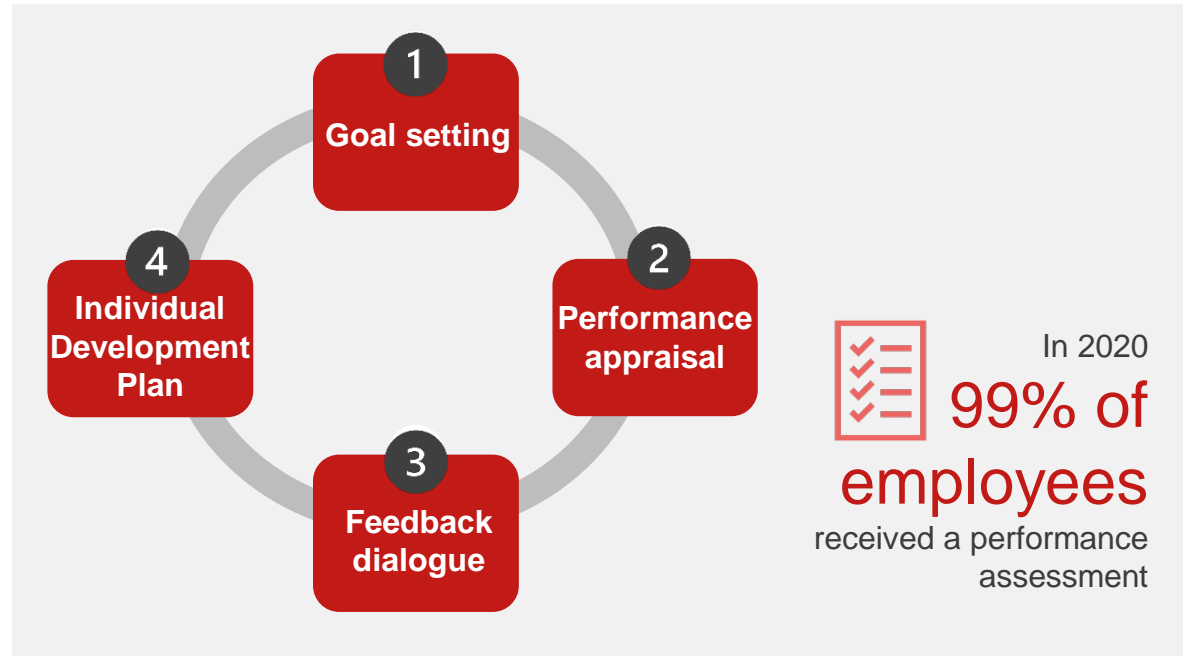 1
Goal setting
2
Performance
appraisal
3
Feedback
dialogue
4
Individual
Development
Plan
In 2020
99% of
employees
received a performance
assessment